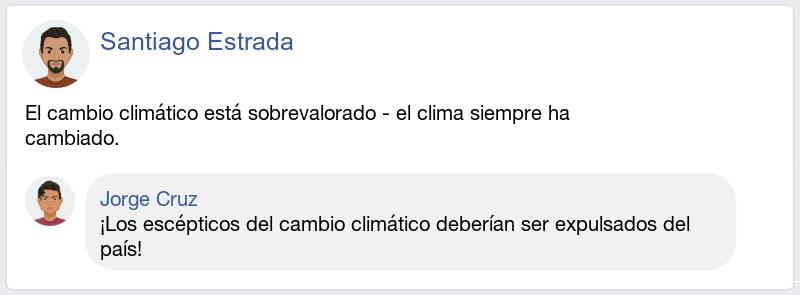 Santiago Estrada
El cambio climático está sobrevalorado - el clima siempre ha
cambiado.
Jorge Cruz
¡Los escépticos del cambio climático deberían ser expulsados del
país!